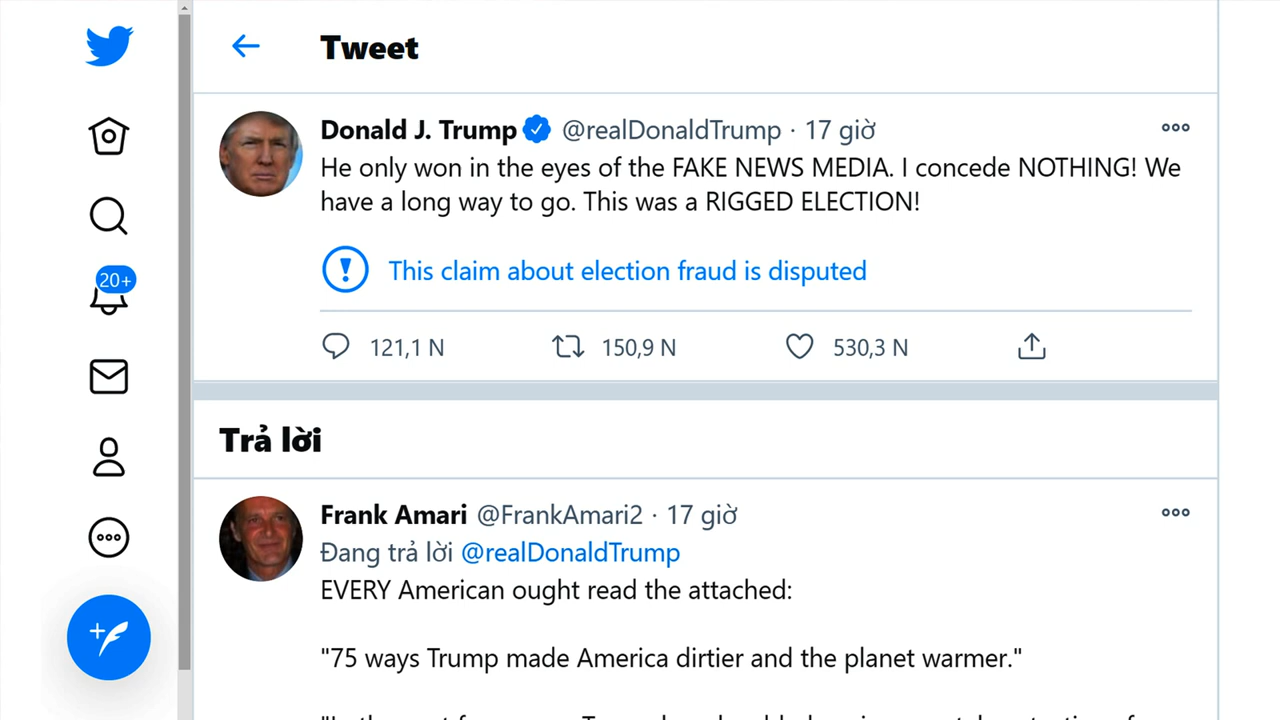 Tweet
Donald J. Trump @realDonaldTrump · 17 giờ
He only won in the eyes of the FAKE NEWS MEDIA. I concede NOTHING! We
have a long way to go. This was a RIGGED ELECTION!
This claim about election fraud is disputed
20+
121,1 N 150,9 N 530,3 N
Trả lời
Frank Amari @FrankAmari2 · 17 giờ
Đang trả lời @realDonaldTrump
EVERY American ought read the attached:
"75 ways Trump made America dirtier and the planet warmer."